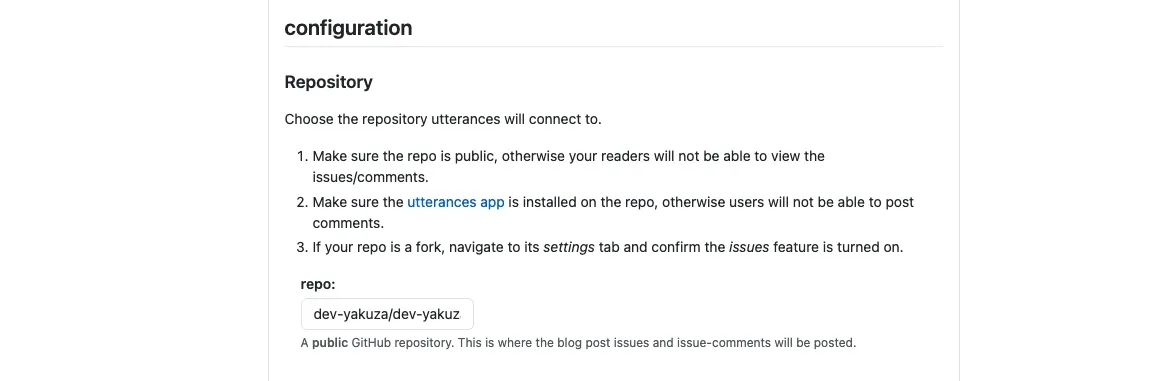 configuration
Repository
Choose the repository utterances will connect to.
1. Make sure the repo is public, otherwise your readers will not be able to view the
issues/comments.
2. Make sure the utterances app is installed on the repo, otherwise users will not be able to post
comments.
3. If your repo is a fork, navigate to its settings tab and confirm the issues feature is turned on.
repo:
dev-yakuza/dev-yakuz
A public GitHub repository. This is where the blog post issues and issue-comments will be posted.